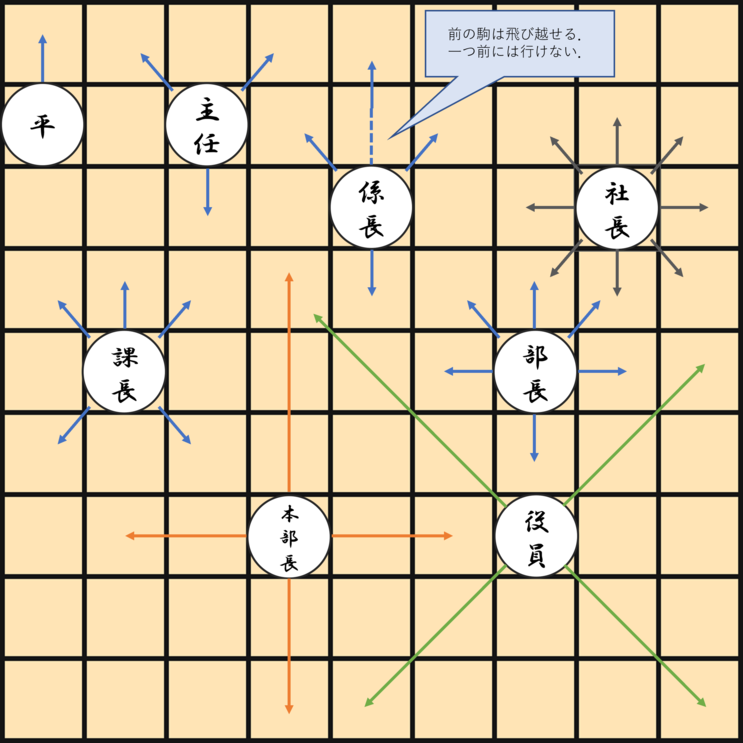 前の駒は飛び越せる.
一つ前には行けない.
平
主
任
係
長
社
長
課
長
部
長
本
部
長
役
員